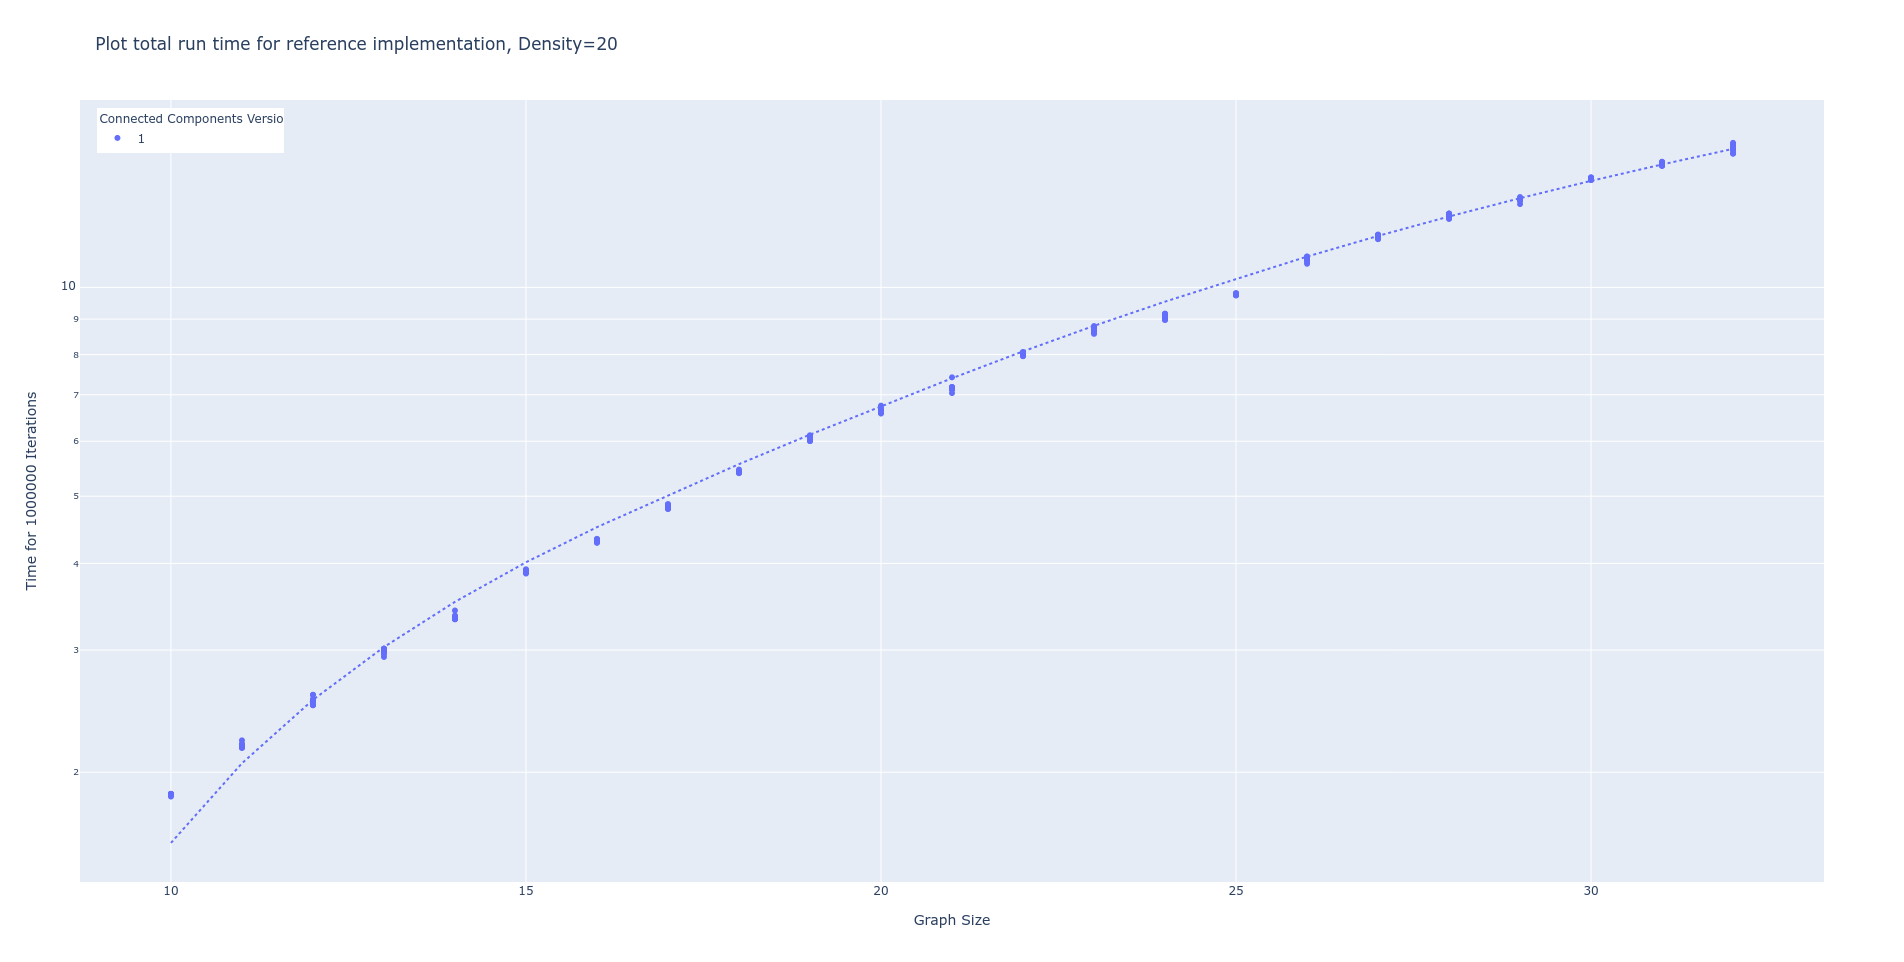 Plot total run time for reference implementation, Density=20
Connected Components Versio
1
10
9
8
7
6
5
4
3
2
Time for 1000000 Iterations
10 15 20 25 30
Graph Size